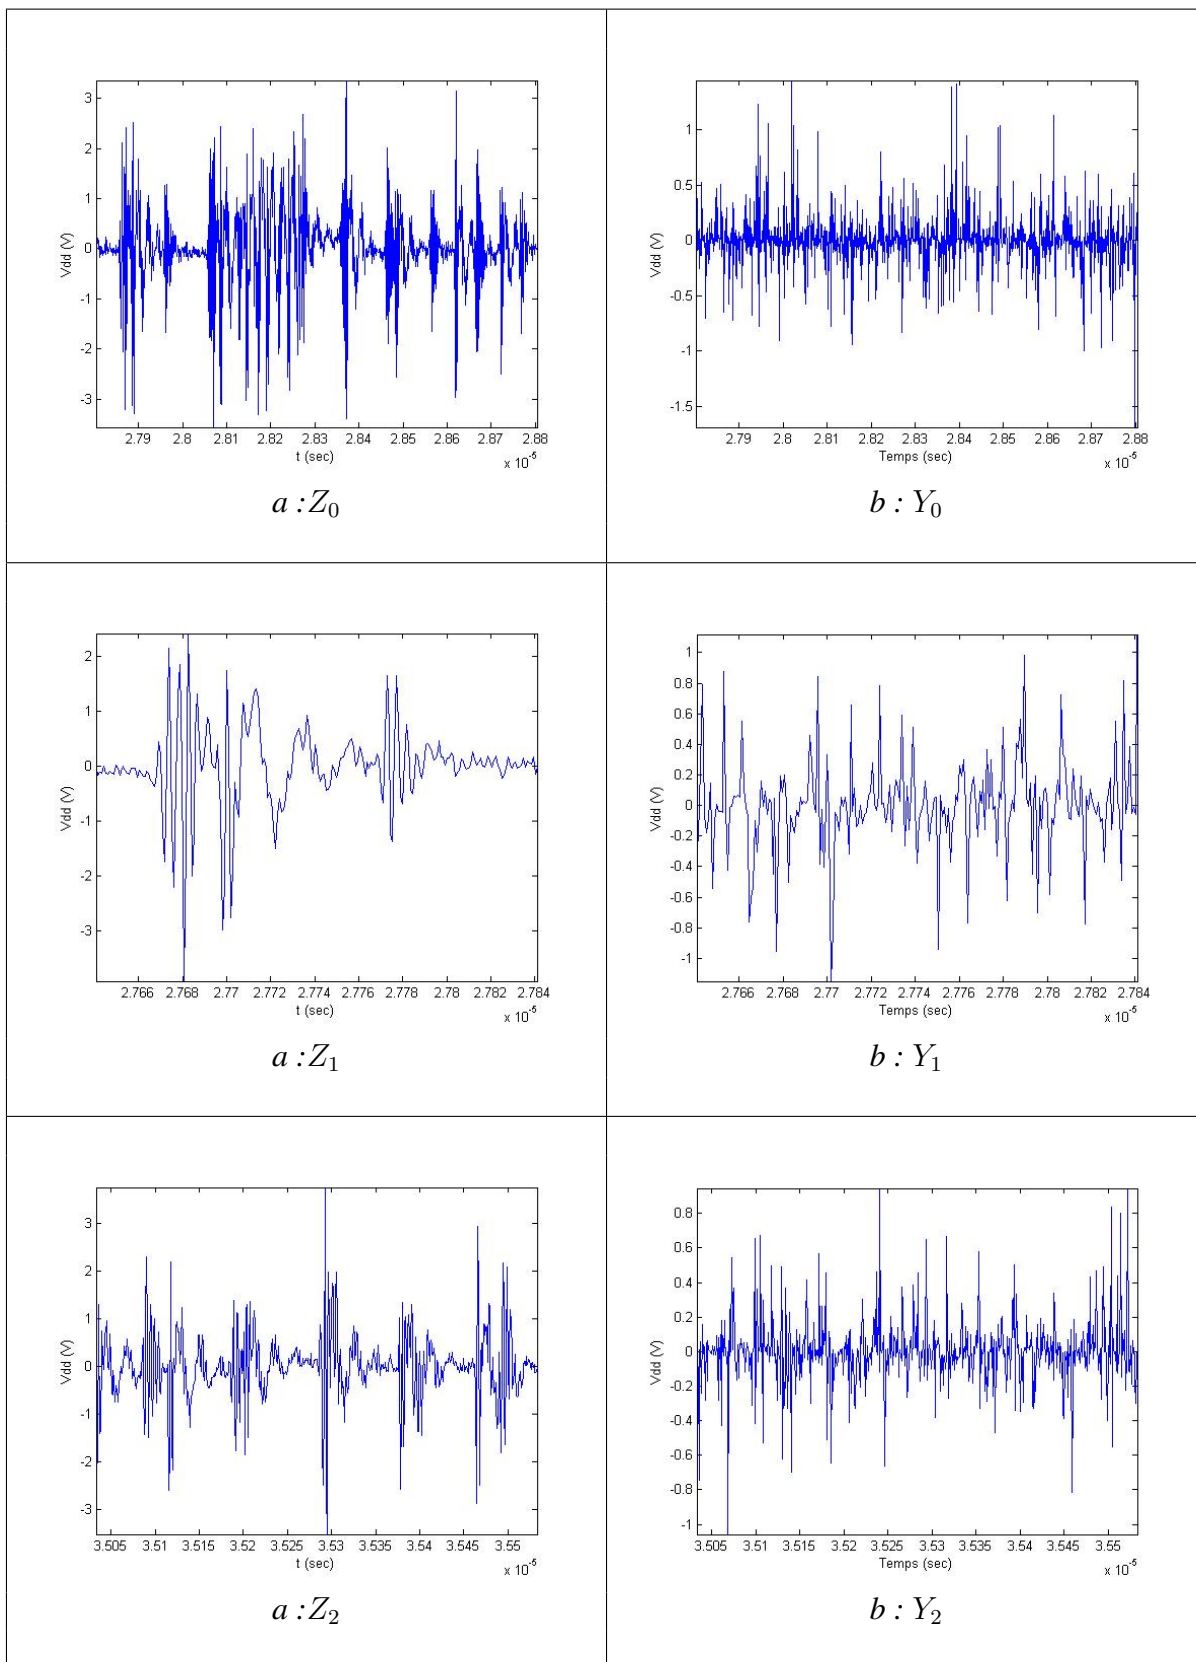 3
2
1
0
-1
-2
-3
Vdd (V)
2.79 2.8 2.81 2.82 2.83 2.84 2.85 2.86 2.87 2.88
t (sec)
x 10⁻⁵
a : Z₀
1
0.5
0
-0.5
-1
-1.5
Vdd (V)
2.79 2.8 2.81 2.82 2.83 2.84 2.85 2.86 2.87 2.88
Temps (sec)
x 10⁻⁵
b : Y₀
2
1
0
-1
-2
-3
Vdd (V)
2.766 2.768 2.77 2.772 2.774 2.776 2.778 2.78 2.782 2.784
t (sec)
x 10⁻⁵
a : Z₁
1
0.8
0.6
0.4
0.2
0
-0.2
-0.4
-0.6
-0.8
-1
Vdd (V)
2.766 2.768 2.77 2.772 2.774 2.776 2.778 2.78 2.782 2.784
Temps (sec)
x 10⁻⁵
b : Y₁
3
2
1
0
-1
-2
-3
Vdd (V)
3.505 3.51 3.515 3.52 3.525 3.53 3.535 3.54 3.545 3.55
t (sec)
x 10⁻⁵
a : Z₂
0.8
0.6
0.4
0.2
0
-0.2
-0.4
-0.6
-0.8
-1
Vdd (V)
3.505 3.51 3.515 3.52 3.525 3.53 3.535 3.54 3.545 3.55
Temps (sec)
x 10⁻⁵
b : Y₂